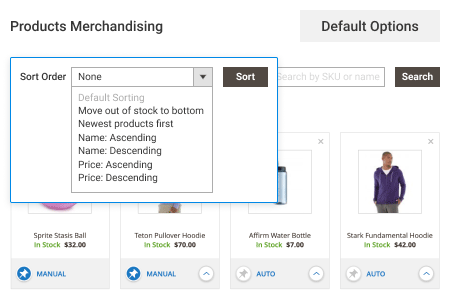 Products Merchandising
Default Options
Sort Order None Sort Search by SKU or name Search
Default Sorting
Move out of stock to bottom
Newest products first
Name: Ascending
Name: Descending
Price: Ascending
Price: Descending
Sprite Stasis Ball
In Stock $32.00
MANUAL
Teton Pullover Hoodie
In Stock $70.00
MANUAL
Affirm Water Bottle
In Stock $7.00
AUTO
Stark Fundamental Hoodie
In Stock $42.00
AUTO